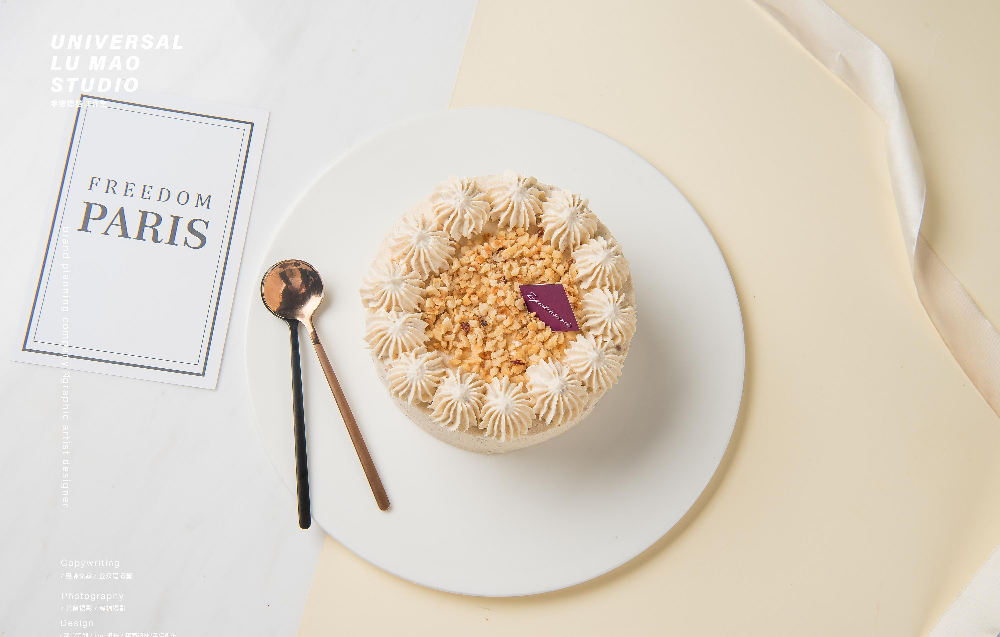 UNIVERSAL
LU MAO
STUDIO
宇宙撸猫 工作室
FREEDOM
PARIS
brand planning company graphic artist designer
Zpatisserie
Copywriting
/ 品牌文案 / 公众号运营
Photography
/ 美食摄影 / 静物摄影
Design
/ 品牌策划 / logo设计 / 平面设计/手绘创作